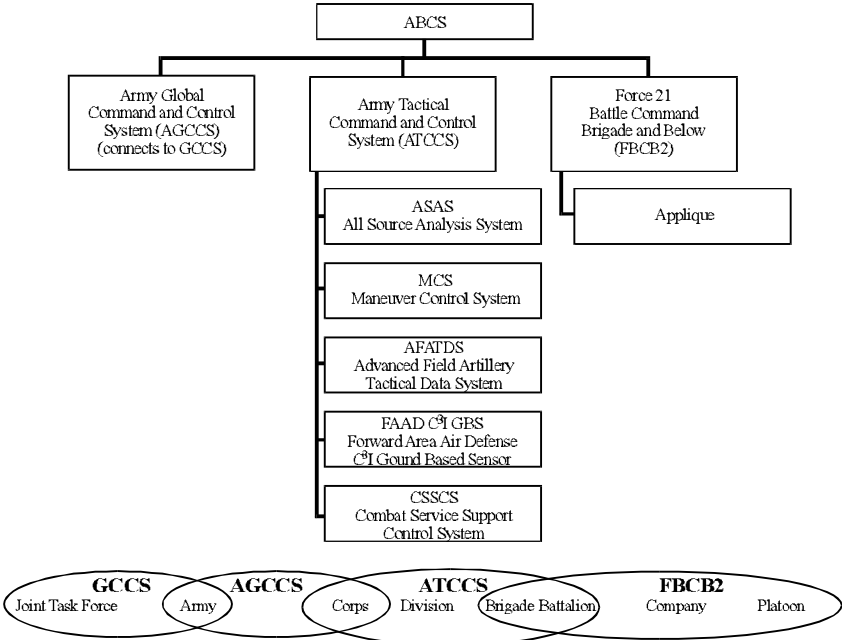 ABCS
Army Global
Command and Control
System (AGCCS)
(connects to GCCS)
Army Tactical
Command and Control
System (ATCCS)
Force 21
Battle Command
Brigade and Below
(FBCB2)
ASAS
All Source Analysis System
Applique
MCS
Maneuver Control System
AFATDS
Advanced Field Artillery
Tactical Data System
FAAD C³I GBS
Forward Area Air Defense
C³I Gound Based Sensor
CSSCS
Combat Service Support
Control System
GCCS AGCCS ATCCS FBCB2
Joint Task Force Army Corps Division Brigade Battalion Company Platoon